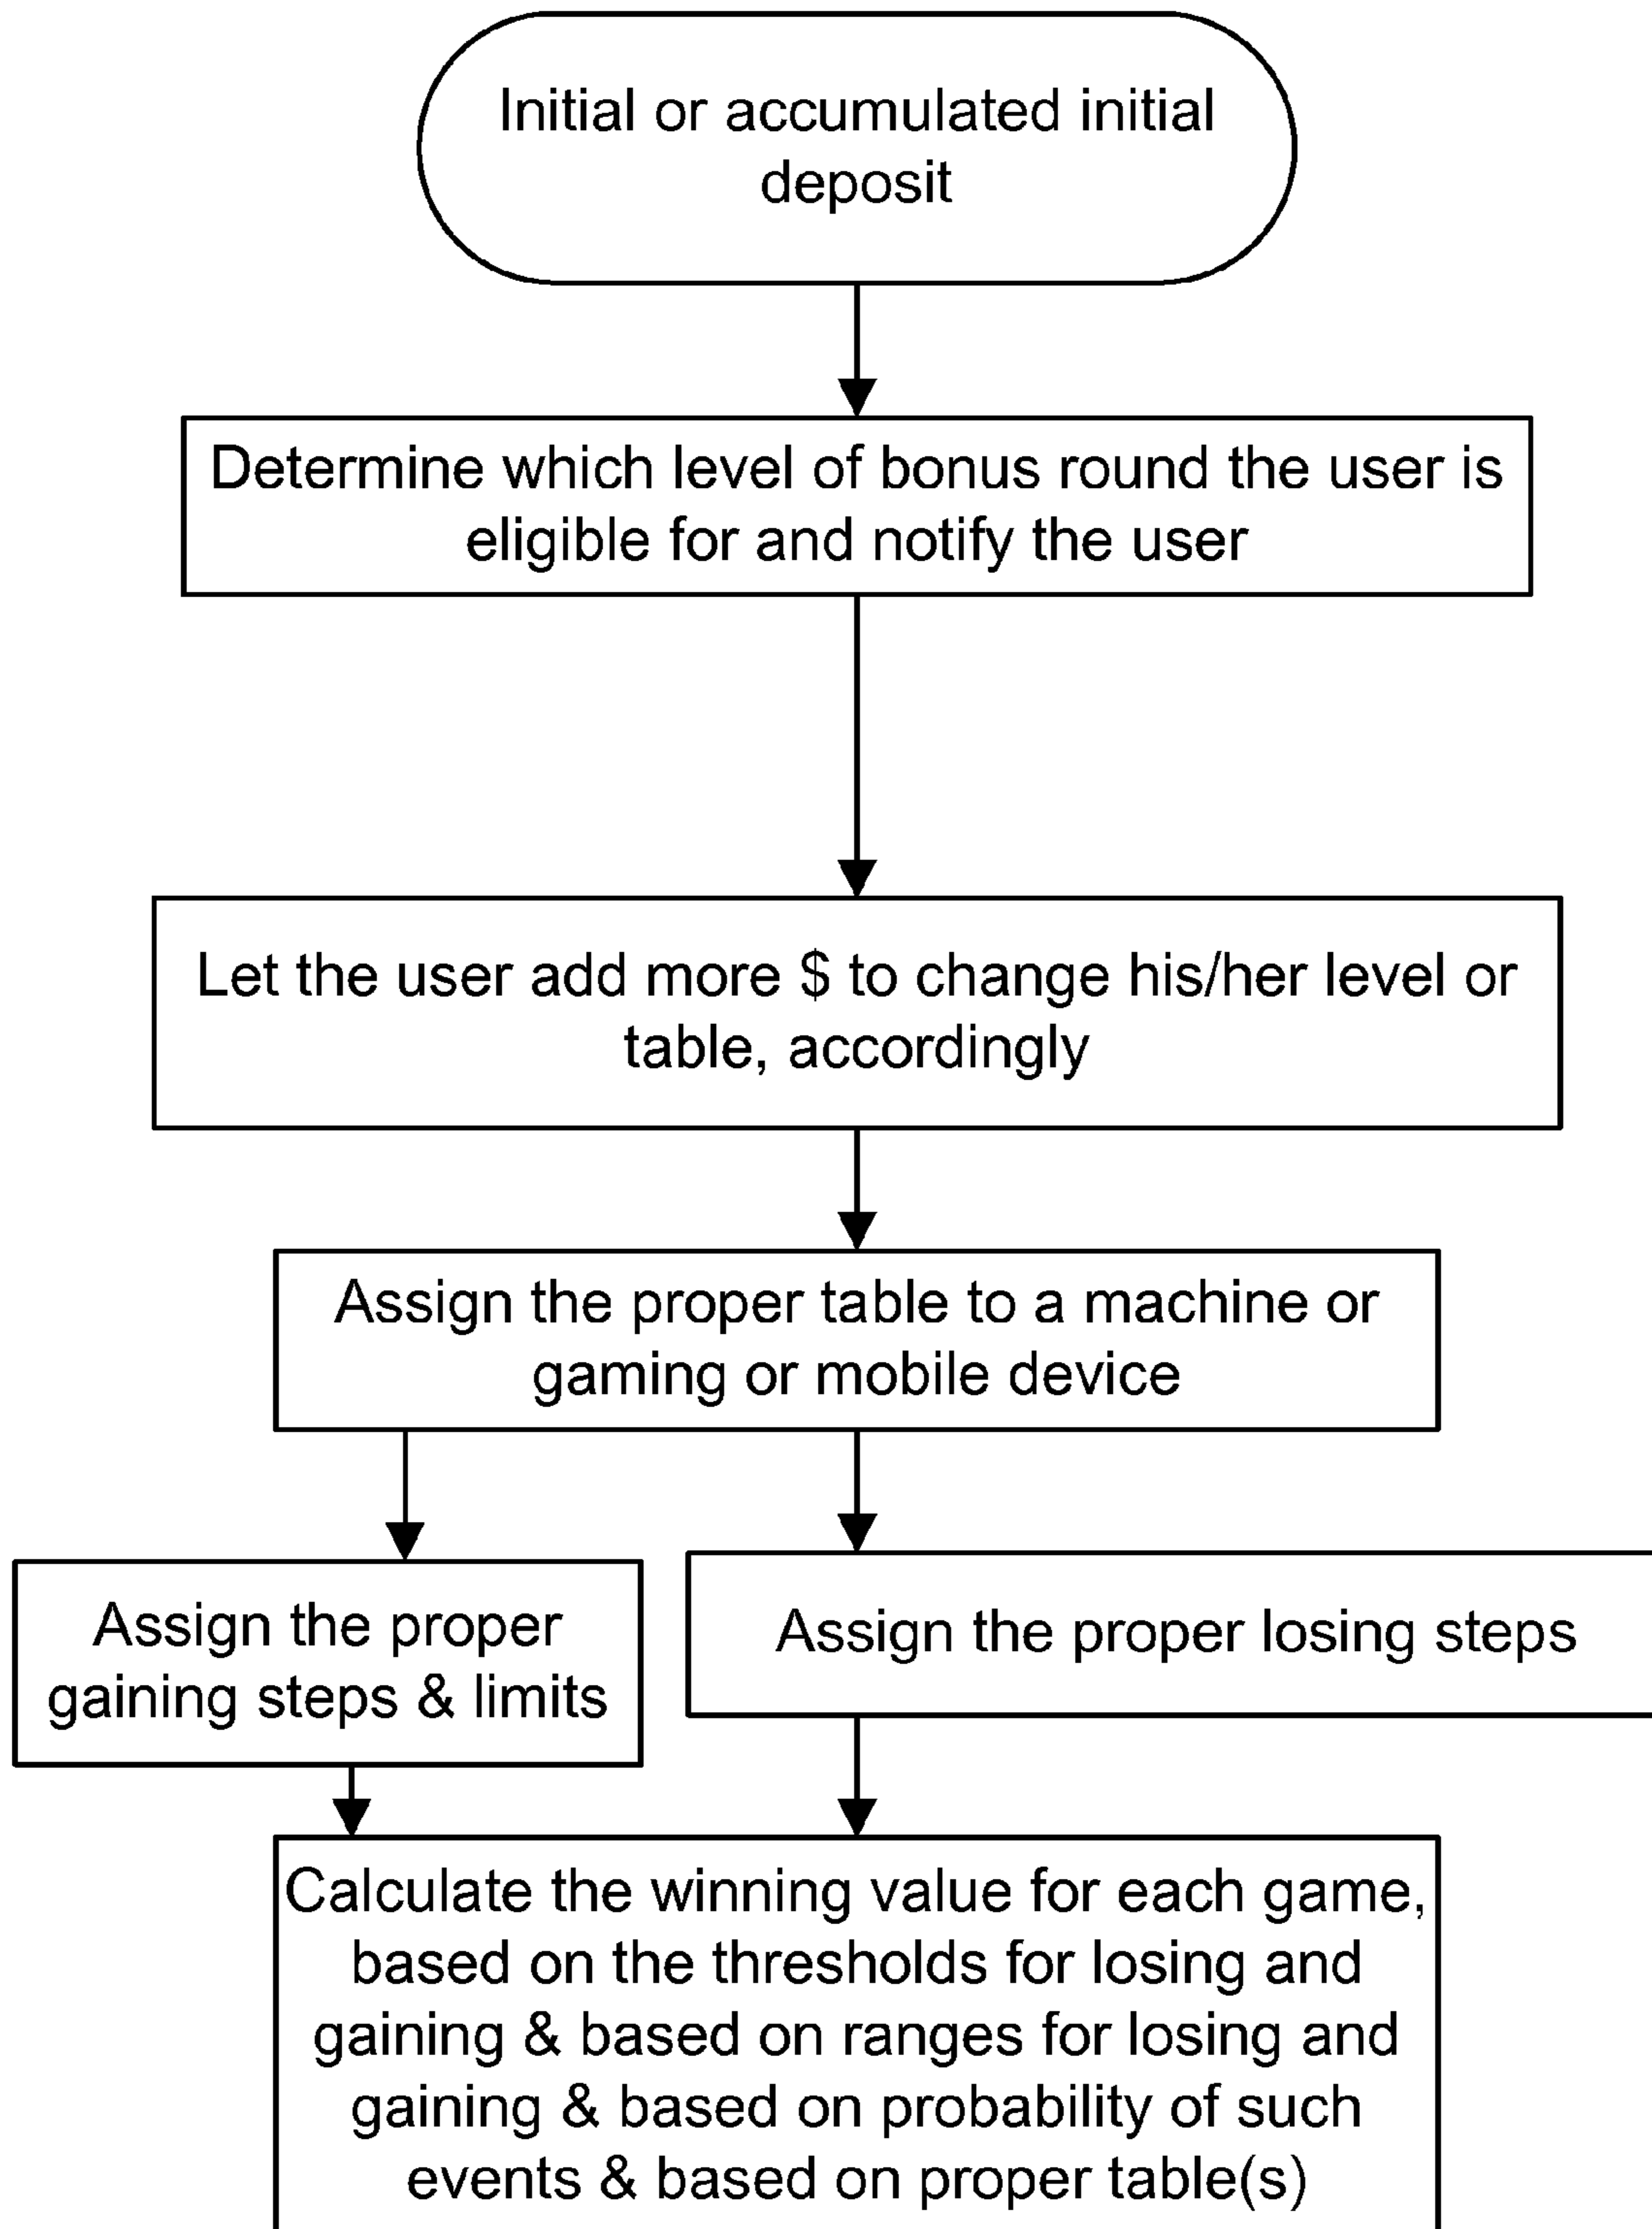 Initial or accumulated initial
deposit
Determine which level of bonus round the user is
eligible for and notify the user
Let the user add more $ to change his/her level or
table, accordingly
Assign the proper table to a machine or
gaming or mobile device
Assign the proper
gaining steps & limits
Assign the proper losing steps
Calculate the winning value for each game,
based on the thresholds for losing and
gaining & based on ranges for losing and
gaining & based on probability of such
events & based on proper table(s)